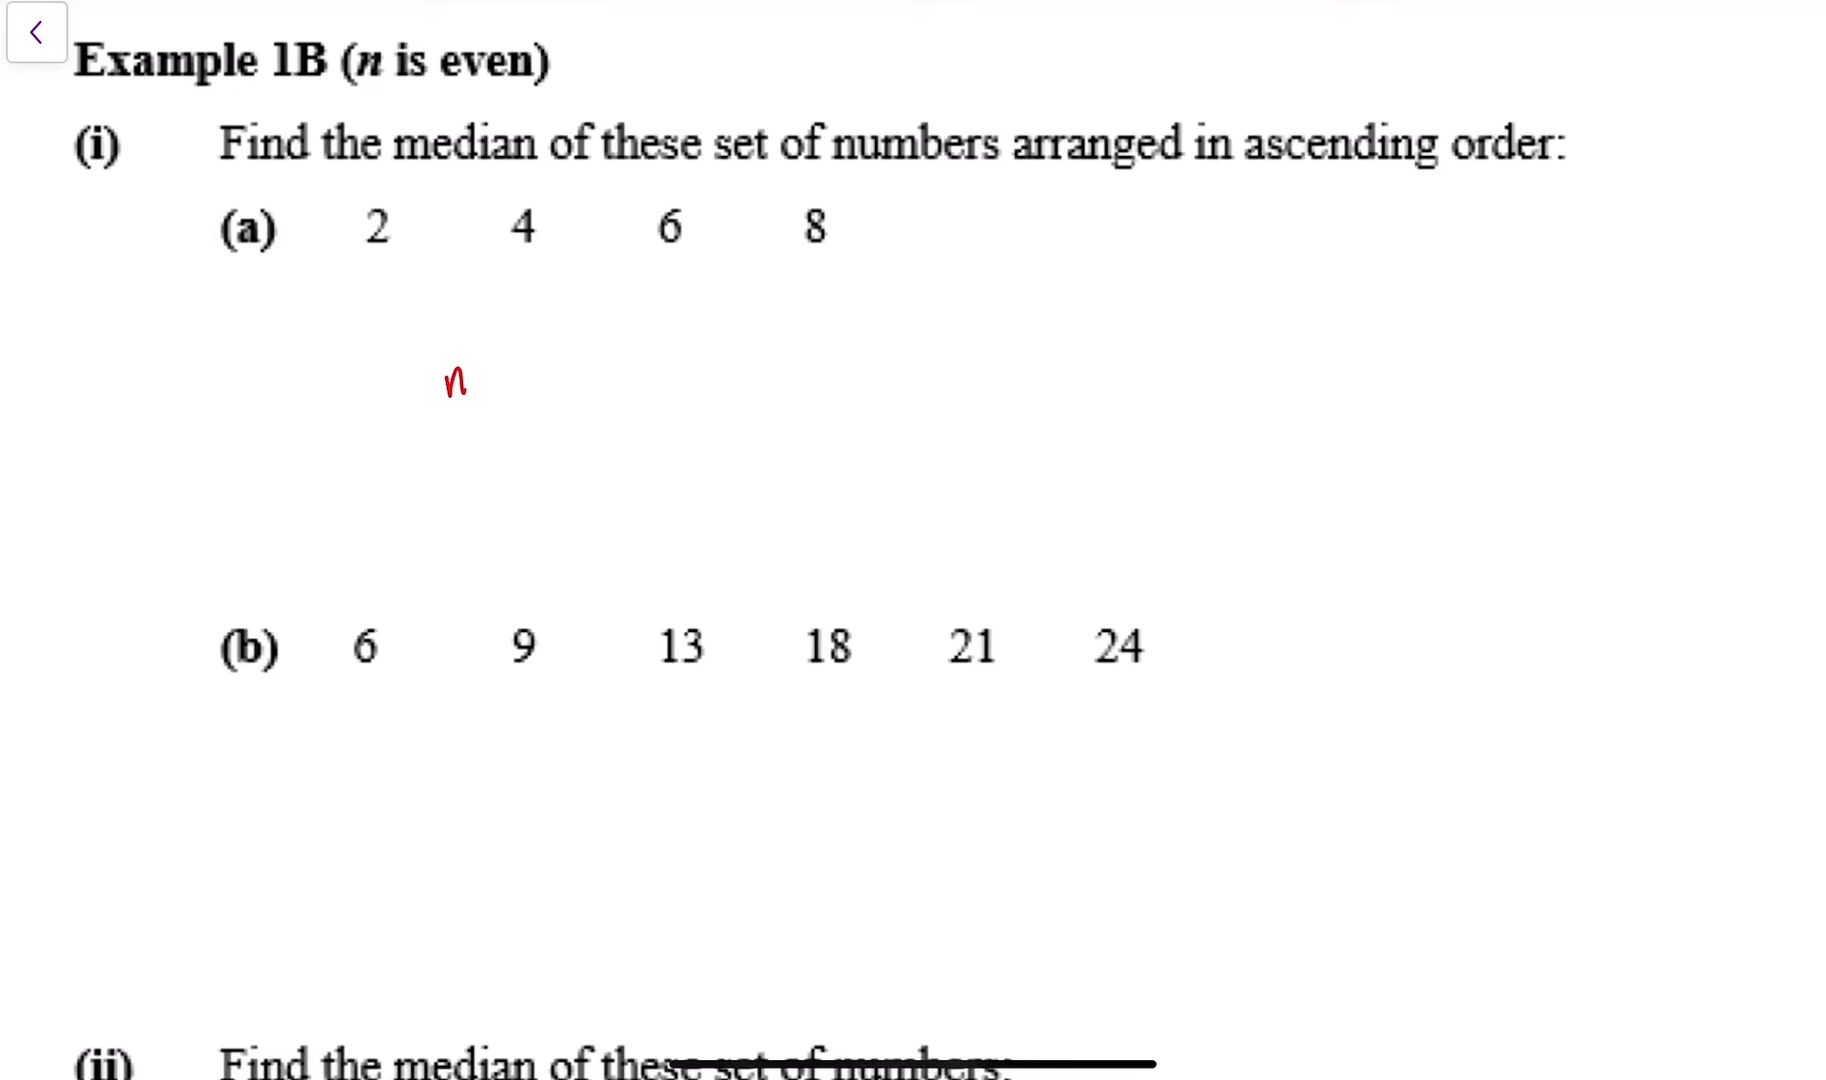 Example 1B (n is even)
(i) Find the median of these set of numbers arranged in ascending order:
(a) 2 4 6 8
n
(b) 6 9 13 18 21 24
(ii) Find the median of these set of numbers: